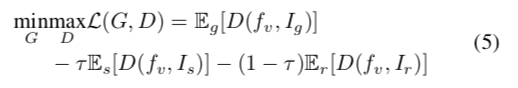 min max ℒ(G, D) = 𝔼_g[D(f_v, I_g)]
G D
− τ𝔼_s[D(f_v, I_s)] − (1 − τ)𝔼_r[D(f_v, I_r)]
(5)